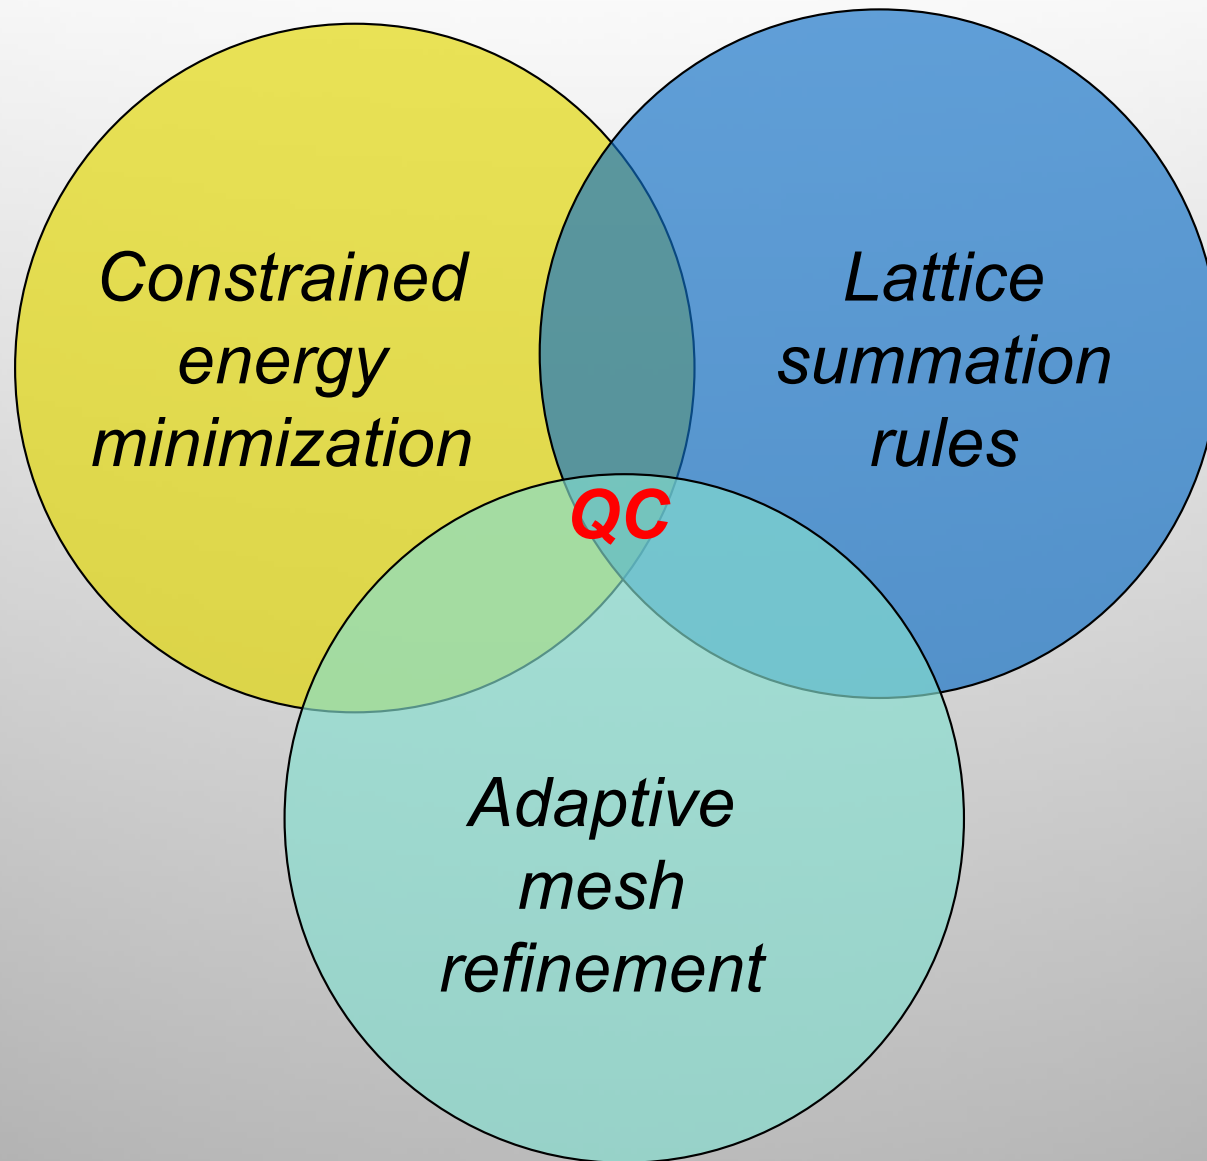 Constrained
energy
minimization
Lattice
summation
rules
QC
Adaptive
mesh
refinement